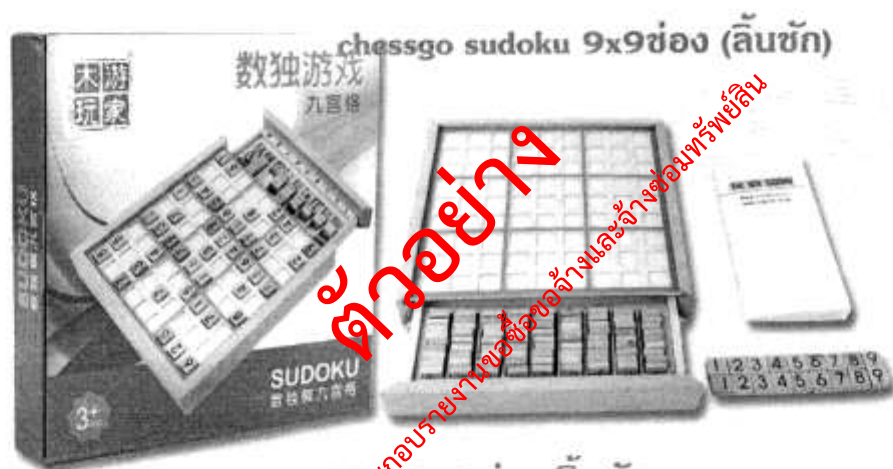 chessgo sudoku 9x9ช่อง (ลิ้นชัก)
木游
玩家
数独游戏
九宫格
SUDOKU
SUDOKU
3+
1 2 3 4 5 6 7 8 9
1 2 3 4 5 6 7 8 9
ตัวอย่าง
กอบรายงานขอซื้อขอจ้างและจ้างซ่อมทรัพย์สิน